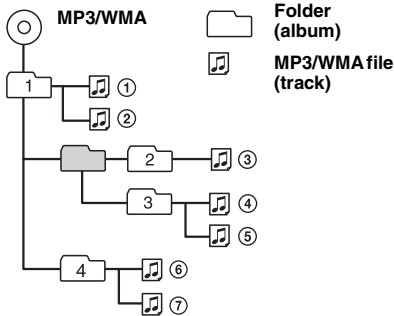 MP3/WMA
Folder
(album)
MP3/WMA file
(track)
1
①
②
2
③
3
④
⑤
4
⑥
⑦